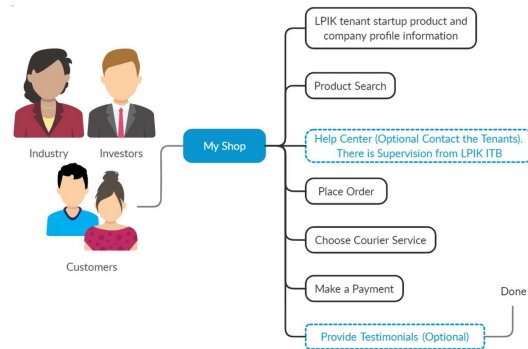 LPIK tenant startup product and
company profile information
Product Search
Industry
Investors
My Shop
Help Center (Optional Contact the Tenants).
There is Supervision from LPIK ITB
Place Order
Customers
Choose Courier Service
Make a Payment
Done
Provide Testimonials (Optional)